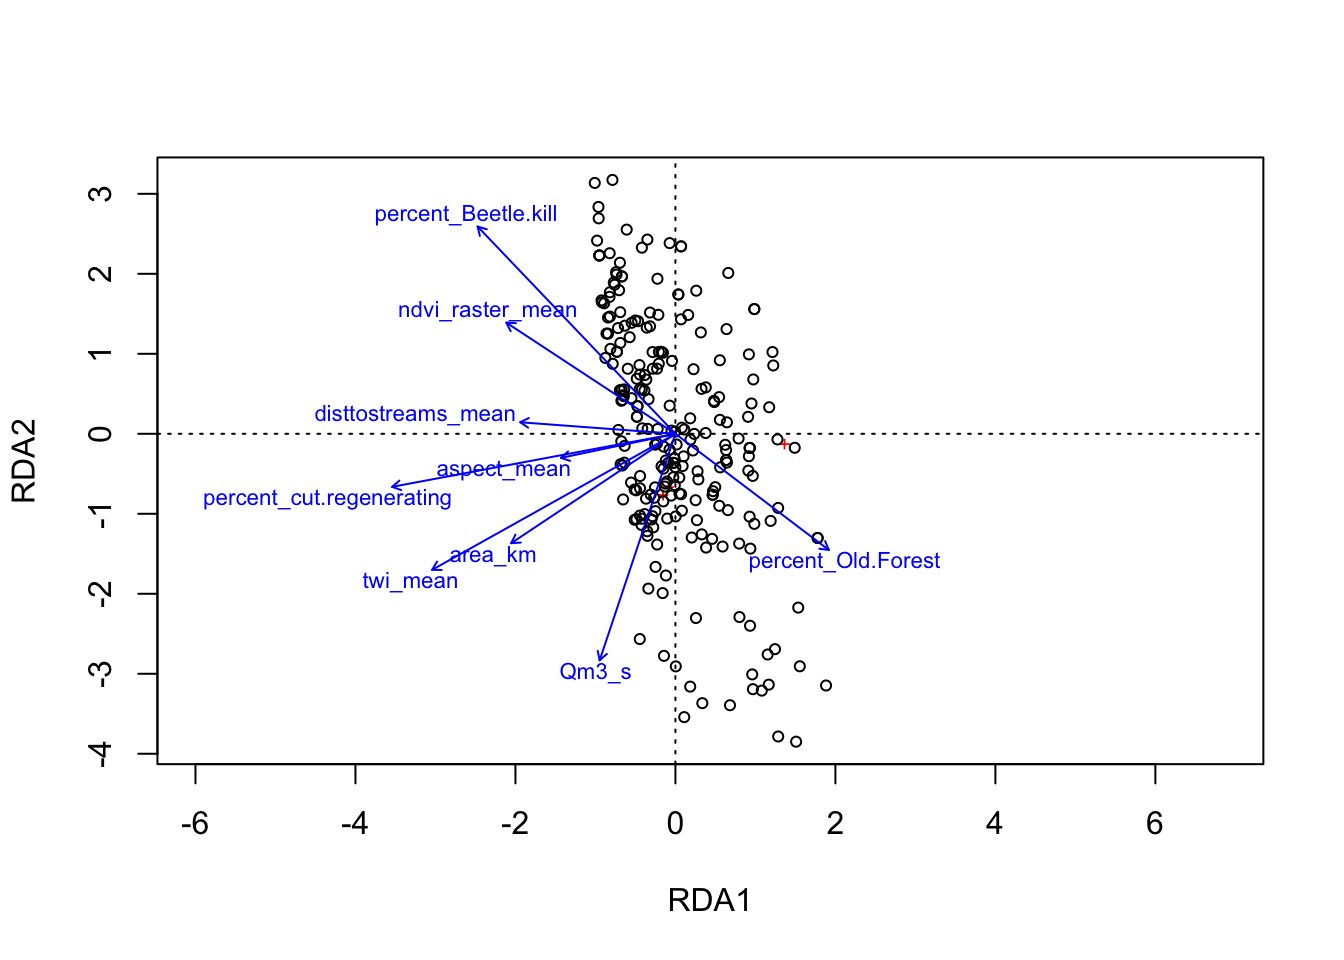 percent_Beetle.kill
ndvi_raster_mean
disttostreams_mean
aspect_mean
percent_cut.regenerating
area_km
twi_mean
percent_Old.Forest
Qm3_s
RDA2
3
2
1
0
-1
-2
-3
-4
-6
-4
-2
0
2
4
6
RDA1